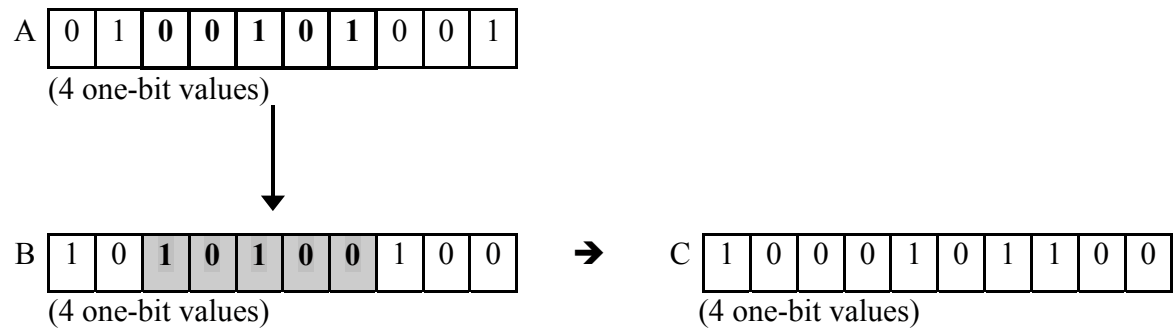 A 0 1 0 0 1 0 1 0 0 1
(4 one-bit values)
B 1 0 1 0 1 0 0 1 0 0 ➔ C 1 0 0 0 1 0 1 1 0 0
(4 one-bit values) (4 one-bit values)